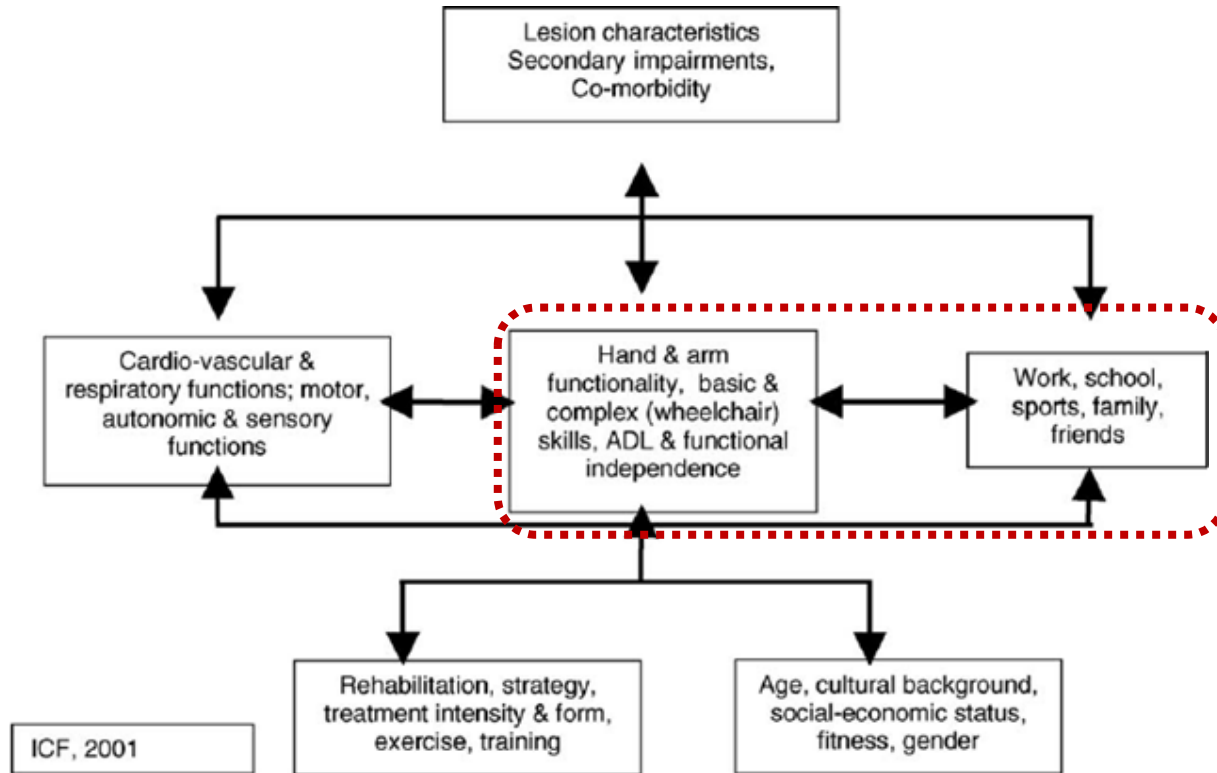 Lesion characteristics
Secondary impairments,
Co-morbidity
Cardio-vascular &
respiratory functions; motor,
autonomic & sensory
functions
Hand & arm
functionality, basic &
complex (wheelchair)
skills, ADL & functional
independence
Work, school,
sports, family,
friends
Rehabilitation, strategy,
treatment intensity & form,
exercise, training
Age, cultural background,
social-economic status,
fitness, gender
ICF, 2001